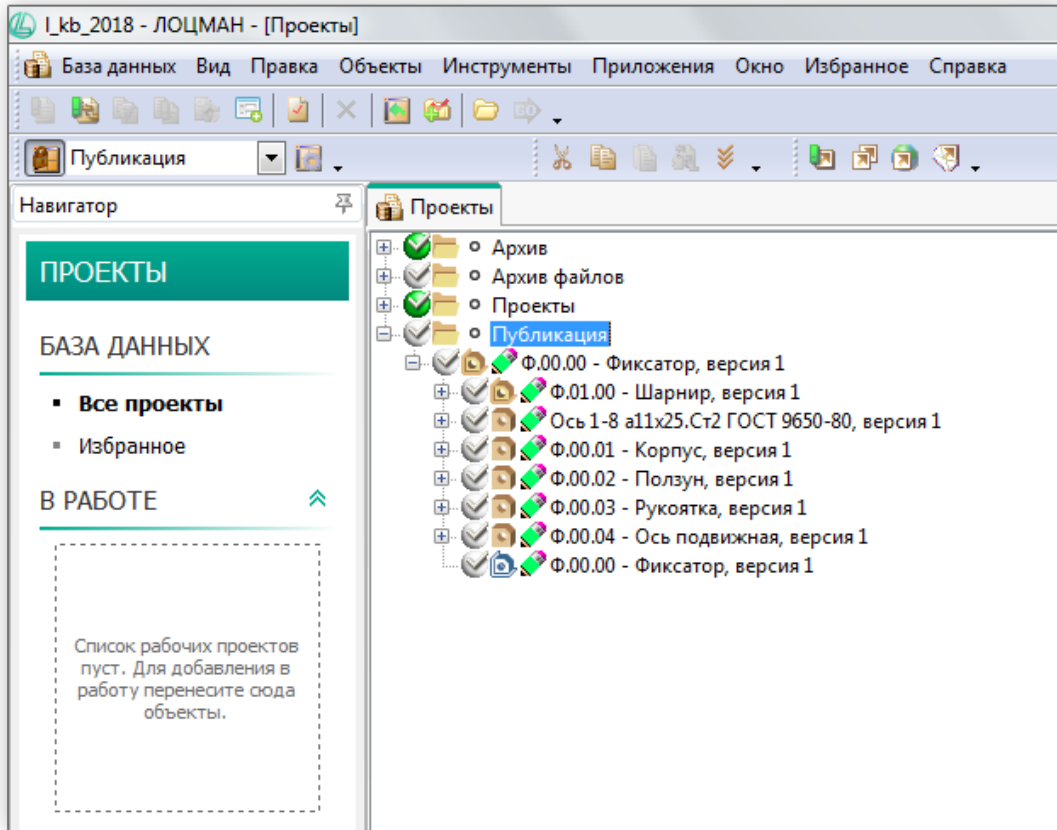 l_kb_2018 - ЛОЦМАН - [Проекты]
База данных Вид Правка Объекты Инструменты Приложения Окно Избранное Справка
Публикация
Навигатор
Проекты
ПРОЕКТЫ
БАЗА ДАННЫХ
Все проекты
Избранное
В РАБОТЕ
Список рабочих проектов
пуст. Для добавления в
работу перенесите сюда
объекты.
Архив
Архив файлов
Проекты
Публикация
Ф.00.00 - Фиксатор, версия 1
Ф.01.00 - Шарнир, версия 1
Ось 1-8 а11х25.Ст2 ГОСТ 9650-80, версия 1
Ф.00.01 - Корпус, версия 1
Ф.00.02 - Ползун, версия 1
Ф.00.03 - Рукоятка, версия 1
Ф.00.04 - Ось подвижная, версия 1
Ф.00.00 - Фиксатор, версия 1